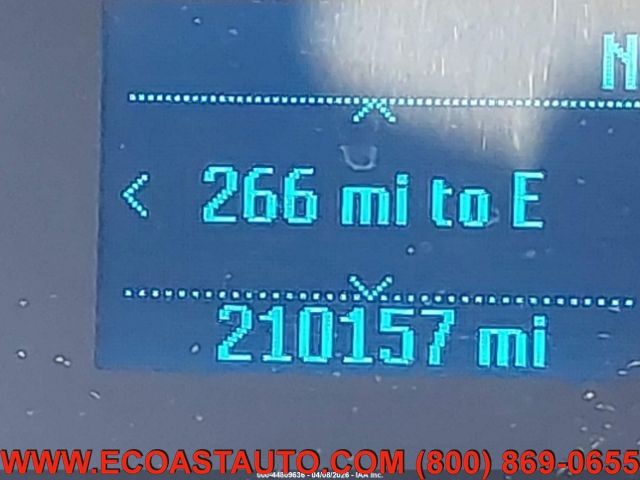 N
< 266 mi to E
210157 mi
WWW.ECOASTAUTO.COM (800) 869-0655